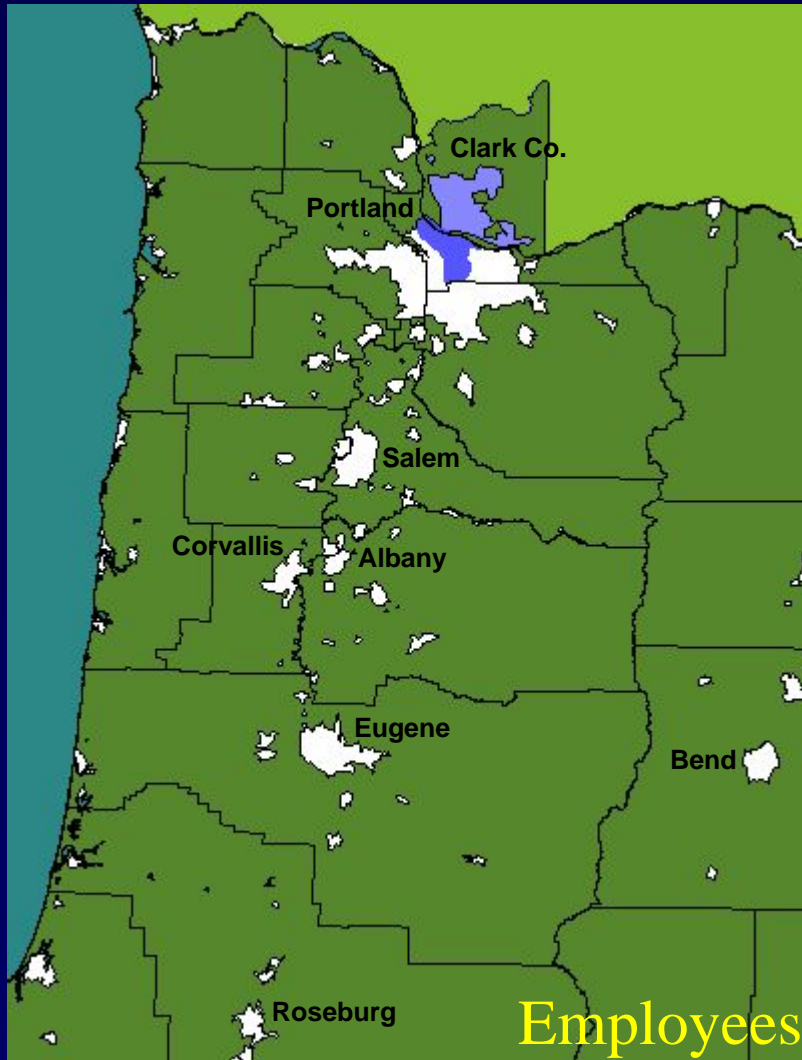 Clark Co.
Portland
Salem
Corvallis
Albany
Eugene
Bend
Roseburg
Employees